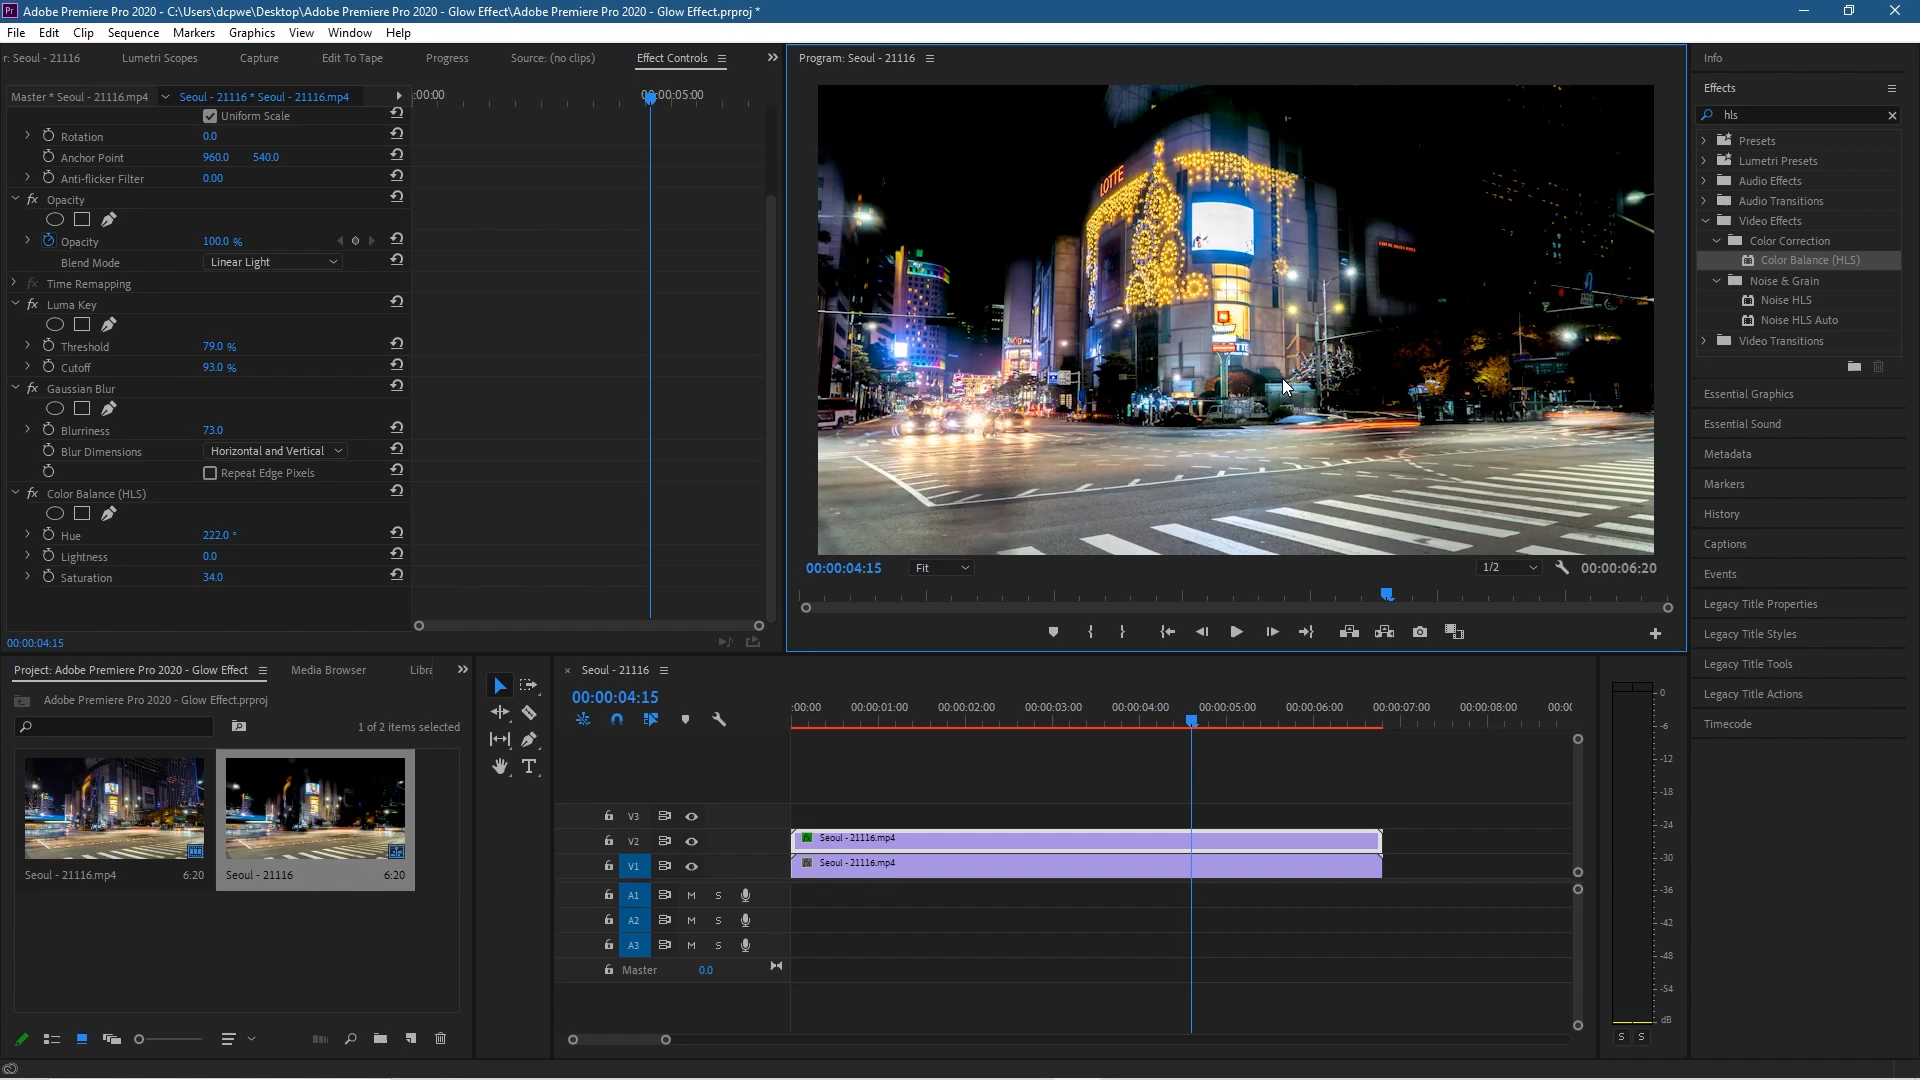 Adobe Premiere Pro 2020 - C:\Users\dcpwe\Desktop\Adobe Premiere Pro 2020 - Glow Effect\Adobe Premiere Pro 2020 - Glow Effect.prproj *
File Edit Clip Sequence Markers Graphics View Window Help
r: Seoul - 21116 Lumetri Scopes Capture Edit To Tape Progress Source: (no clips) Effect Controls
Master * Seoul - 21116.mp4 Seoul - 21116 * Seoul - 21116.mp4
:00:00 00:00:05:00
Uniform Scale
Rotation 0.0
Anchor Point 960.0 540.0
Anti-flicker Filter 0.00
fx Opacity
Opacity 100.0 %
Blend Mode Linear Light
fx Time Remapping
fx Luma Key
Threshold 79.0 %
Cutoff 93.0 %
fx Gaussian Blur
Blurriness 73.0
Blur Dimensions Horizontal and Vertical
Repeat Edge Pixels
fx Color Balance (HLS)
Hue 222.0 °
Lightness 0.0
Saturation 34.0
00:00:04:15
Program: Seoul - 21116
LOTTE
00:00:04:15 Fit 1/2 00:00:06:20
Info
Effects
hls
Presets
Lumetri Presets
Audio Effects
Audio Transitions
Video Effects
Color Correction
Color Balance (HLS)
Noise & Grain
Noise HLS
Noise HLS Auto
Video Transitions
Essential Graphics
Essential Sound
Metadata
Markers
History
Captions
Events
Legacy Title Properties
Legacy Title Styles
Legacy Title Tools
Legacy Title Actions
Timecode
Project: Adobe Premiere Pro 2020 - Glow Effect Media Browser Libra
Adobe Premiere Pro 2020 - Glow Effect.prproj
1 of 2 items selected
Seoul - 21116.mp4 6:20
Seoul - 21116 6:20
Seoul - 21116
00:00:04:15
:00:00 00:00:01:00 00:00:02:00 00:00:03:00 00:00:04:00 00:00:05:00 00:00:06:00 00:00:07:00 00:00:08:00 00:0(
V3
V2 Seoul - 21116.mp4
V1 Seoul - 21116.mp4
A1 M S
A2 M S
A3 M S
Master 0.0
0
-6
-12
-18
-24
-30
-36
-42
-48
-54
dB
S S